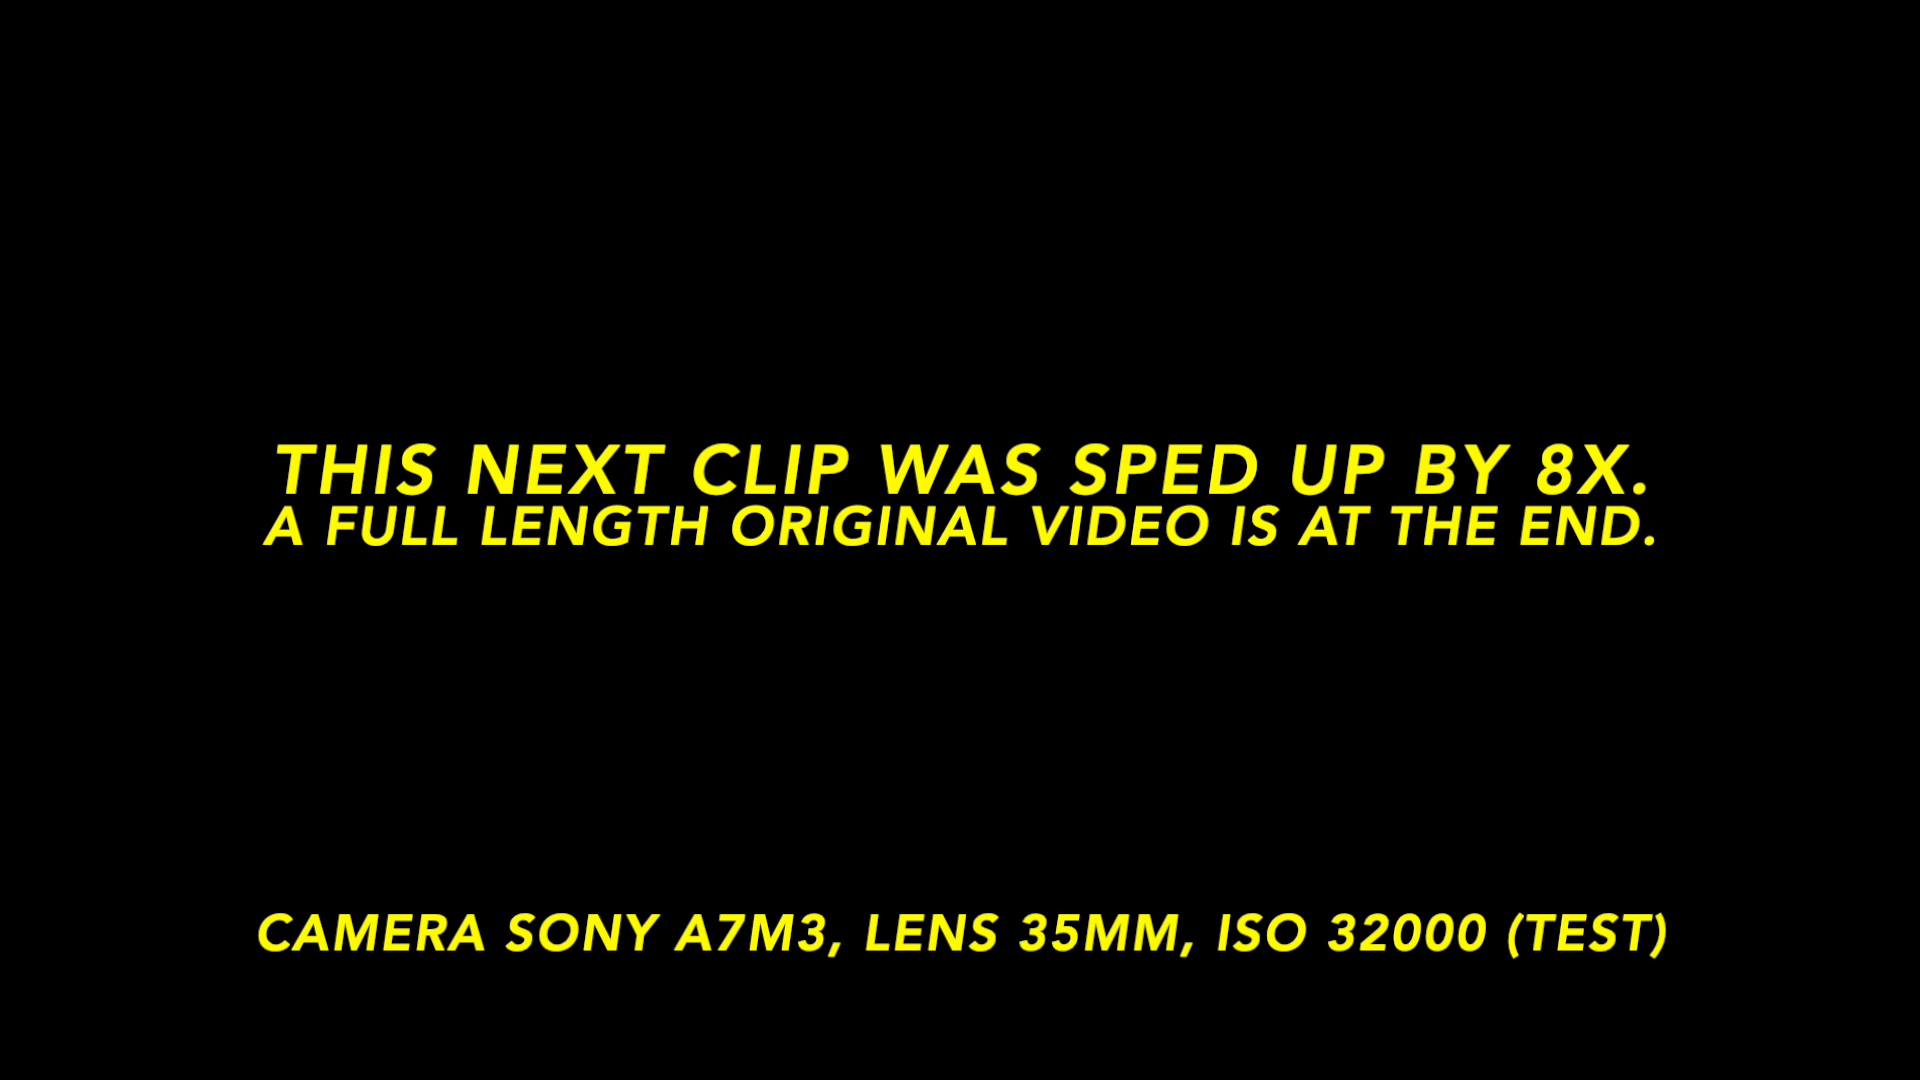 THIS NEXT CLIP WAS SPED UP BY 8X.
A FULL LENGTH ORIGINAL VIDEO IS AT THE END.
CAMERA SONY A7M3, LENS 35MM, ISO 32000 (TEST)